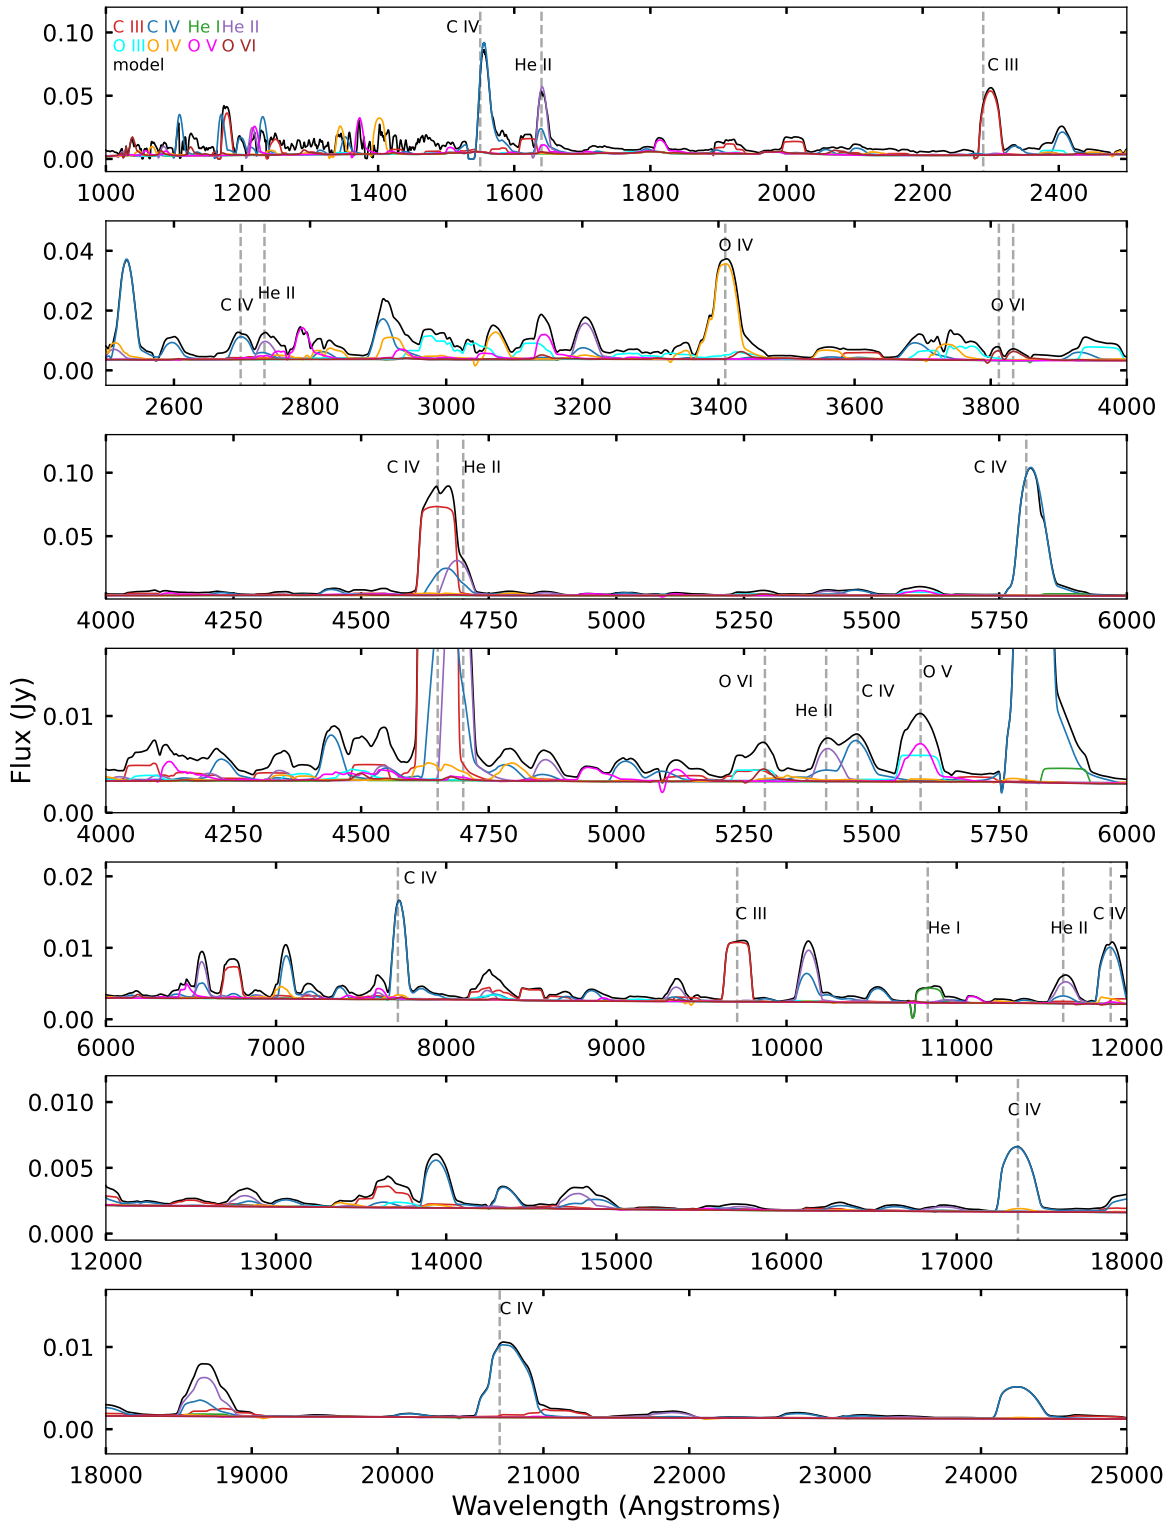 0.10
0.05
0.00
C III C IV He I He II
O III O IV O V O VI
model
C IV
He II
C III
1000 1200 1400 1600 1800 2000 2200 2400
0.04
0.02
0.00
C IV
He II
O IV
O VI
2600 2800 3000 3200 3400 3600 3800 4000
0.10
0.05
C IV
He II
C IV
4000 4250 4500 4750 5000 5250 5500 5750 6000
0.01
0.00
O VI
He II
C IV
O V
4000 4250 4500 4750 5000 5250 5500 5750 6000
Flux (Jy)
0.02
0.01
0.00
C IV
C III
He I
He II
C IV
6000 7000 8000 9000 10000 11000 12000
0.010
0.005
0.000
C IV
12000 13000 14000 15000 16000 17000 18000
0.01
0.00
C IV
18000 19000 20000 21000 22000 23000 24000 25000
Wavelength (Angstroms)